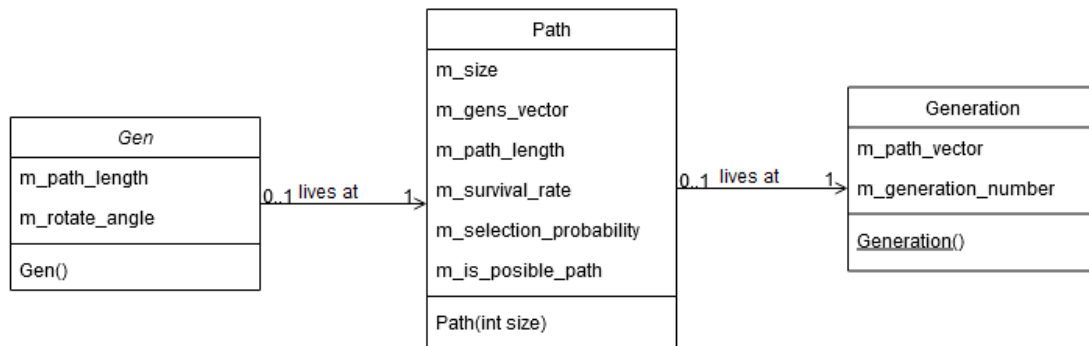 Gen
m_path_length
m_rotate_angle
Gen()
0..1 lives at 1
Path
m_size
m_gens_vector
m_path_length
m_survival_rate
m_selection_probability
m_is_posible_path
Path(int size)
0..1 lives at 1
Generation
m_path_vector
m_generation_number
Generation()